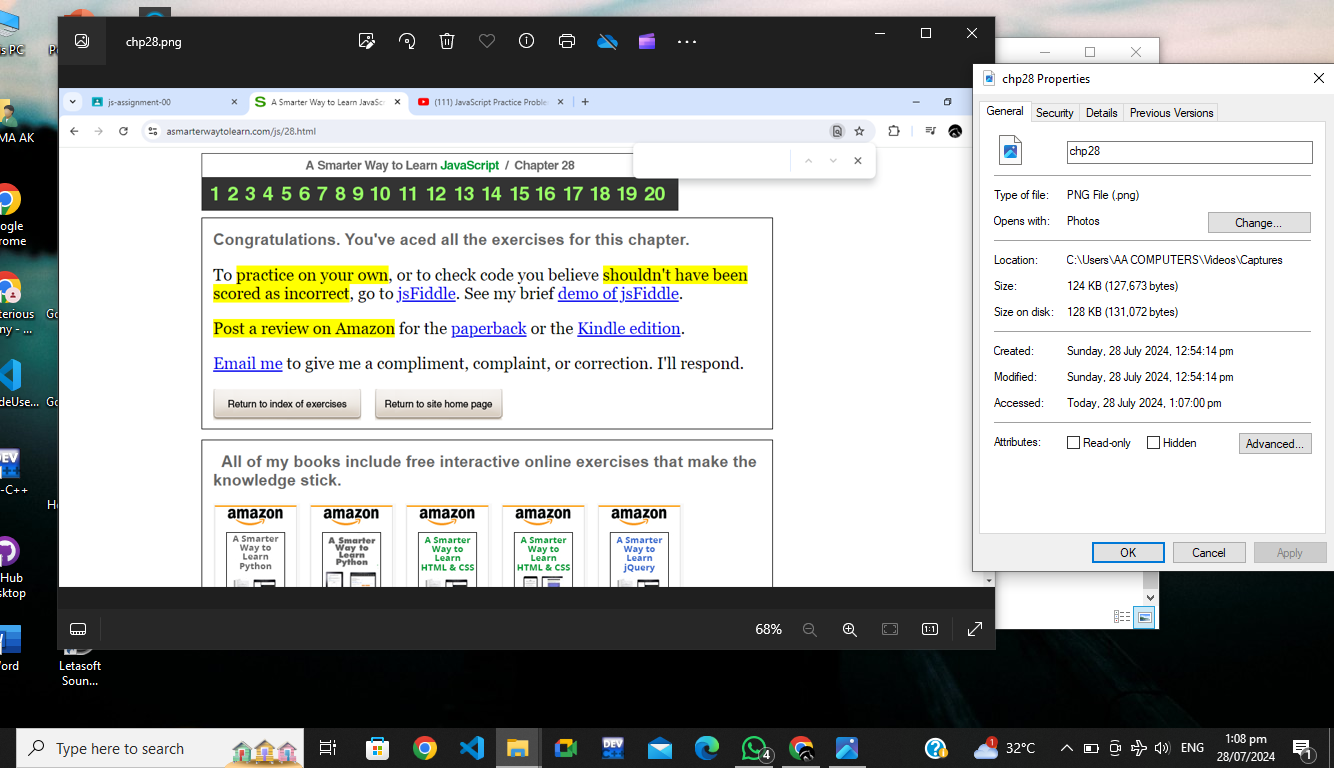 s PC
MA AK
ogle
rome
terious
ny - ...
deUse...
-C++
Hub
sktop
ord
Letasoft
Soun...
chp28.png
js-assignment-00
A Smarter Way to Learn JavaScr
(111) JavaScript Practice Proble
asmarterwaytolearn.com/js/28.html
A Smarter Way to Learn JavaScript / Chapter 28
1 2 3 4 5 6 7 8 9 10 11 12 13 14 15 16 17 18 19 20
Congratulations. You've aced all the exercises for this chapter.
To practice on your own, or to check code you believe shouldn't have been
scored as incorrect, go to jsFiddle. See my brief demo of jsFiddle.
Post a review on Amazon for the paperback or the Kindle edition.
Email me to give me a compliment, complaint, or correction. I'll respond.
Return to index of exercises Return to site home page
All of my books include free interactive online exercises that make the
knowledge stick.
amazon amazon amazon amazon amazon
A Smarter
Way to
Learn
Python
A Smarter
Way to
Learn
Python
A Smarter
Way to
Learn
HTML & CSS
A Smarter
Way to
Learn
HTML & CSS
A Smarter
Way to
Learn
jQuery
68%
1:1
chp28 Properties
General Security Details Previous Versions
chp28
Type of file: PNG File (.png)
Opens with: Photos Change...
Location: C:\Users\AA COMPUTERS\Videos\Captures
Size: 124 KB (127,673 bytes)
Size on disk: 128 KB (131,072 bytes)
Created: Sunday, 28 July 2024, 12:54:14 pm
Modified: Sunday, 28 July 2024, 12:54:14 pm
Accessed: Today, 28 July 2024, 1:07:00 pm
Attributes: Read-only Hidden Advanced...
OK Cancel Apply
Type here to search
DEV
4
1
32°C
ENG
1:08 pm
28/07/2024
1